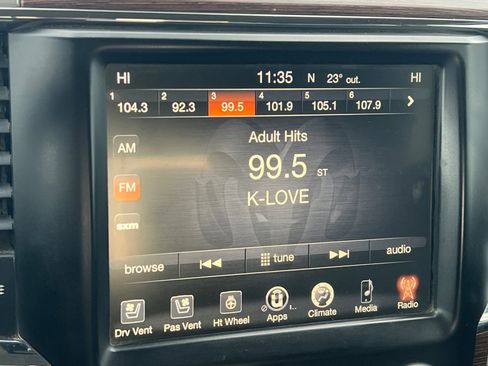 HI 11:35 N 23° out. HI
1 2 3 4 5 6
104.3 92.3 99.5 101.9 105.1 107.9
Adult Hits
AM
99.5 ST
FM
K-LOVE
sxm
browse tune audio
Drv Vent Pas Vent Ht Wheel Apps Climate Media Radio